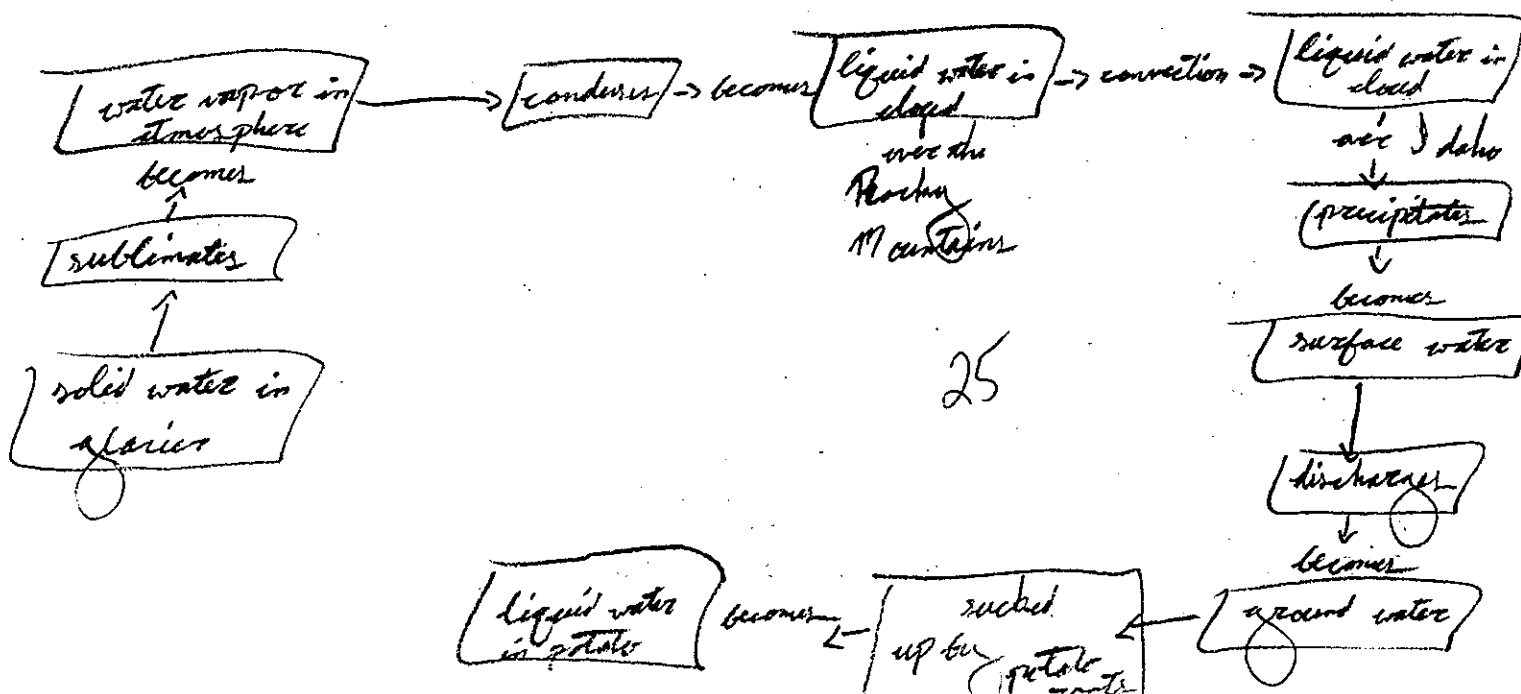 solid water in
glacier
sublimates
becomes
water vapor in
atmosphere
condenses
becomes
liquid water in
cloud
over the
Rocky
Mountains
convection
liquid water in
cloud
over Idaho
precipitates
becomes
surface water
discharges
becomes
ground water
sucked
up by
potato
roots
becomes
liquid water
in potato
25